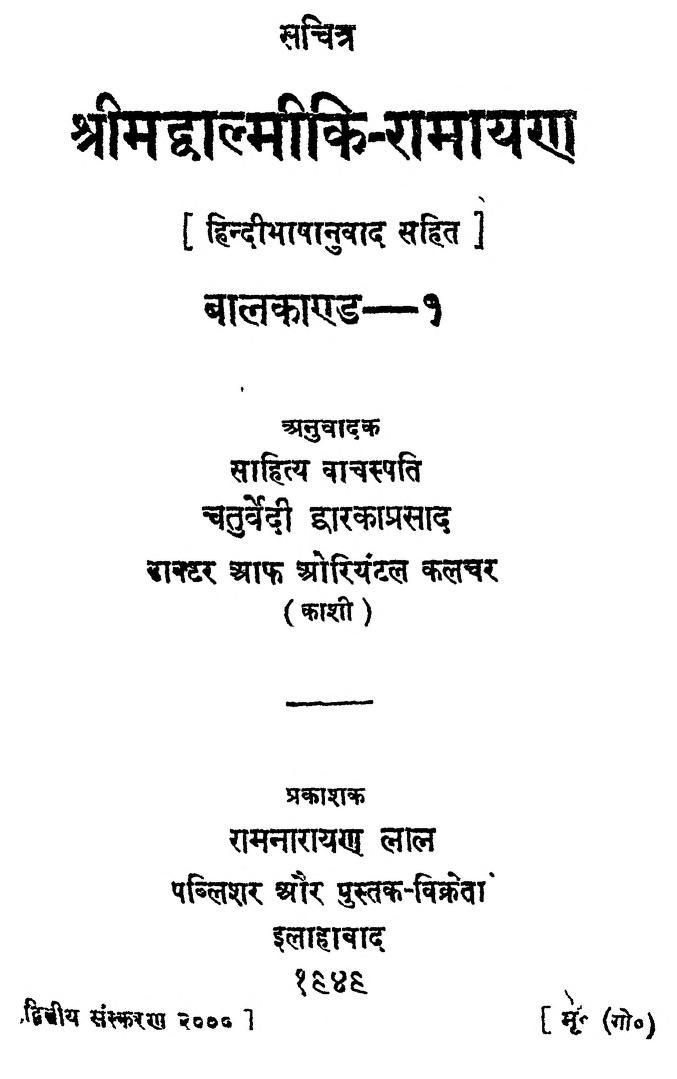 सचित्र
श्रीमद्वाल्मीकि-रामायण
[ हिन्दीभाषानुवाद सहित ]
बालकाण्ड—१
अनुवादक
साहित्य वाचस्पति
चतुर्वेदी द्वारकाप्रसाद
डाक्टर आफ ओरियंटल कलचर
( काशी )
प्रकाशक
रामनारायण लाल
पब्लिशर और पुस्तक-विक्रेता
इलाहाबाद
१९४९
द्वितीय संस्करण २००० ]
[ (गो०)